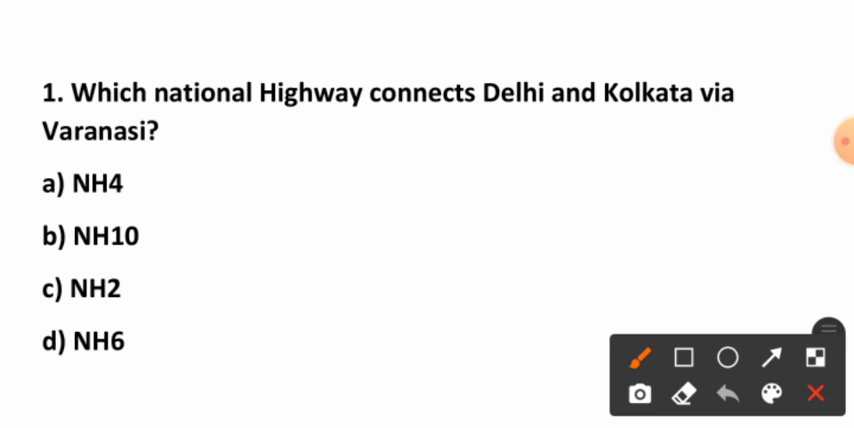 1. Which national Highway connects Delhi and Kolkata via
Varanasi?
a) NH4
b) NH10
c) NH2
d) NH6